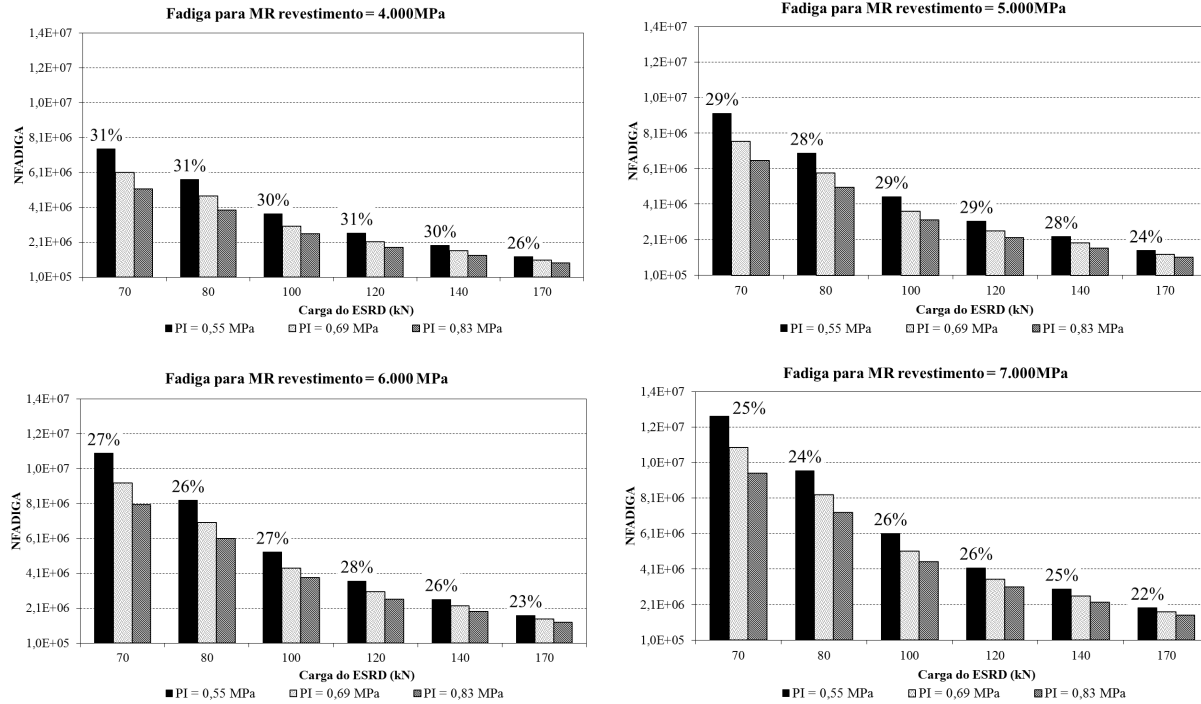 Fadiga para MR revestimento = 4.000MPa
1,4E+07
1,2E+07
1,0E+07
8,1E+06
6,1E+06
4,1E+06
2,1E+06
1,0E+05
NFADIGA
31%
31%
30%
31%
30%
26%
70 80 100 120 140 170
Carga do ESRD (kN)
PI = 0,55 MPa PI = 0,69 MPa PI = 0,83 MPa
Fadiga para MR revestimento = 5.000MPa
1,4E+07
1,2E+07
1,0E+07
8,1E+06
6,1E+06
4,1E+06
2,1E+06
1,0E+05
NFADIGA
29%
28%
29%
29%
28%
24%
70 80 100 120 140 170
Carga do ESRD (kN)
PI = 0,55 MPa PI = 0,69 MPa PI = 0,83 MPa
Fadiga para MR revestimento = 6.000 MPa
1,4E+07
1,2E+07
1,0E+07
8,1E+06
6,1E+06
4,1E+06
2,1E+06
1,0E+05
NFADIGA
27%
26%
27%
28%
26%
23%
70 80 100 120 140 170
Carga do ESRD (kN)
PI = 0,55 MPa PI = 0,69 MPa PI = 0,83 MPa
Fadiga para MR revestimento = 7.000MPa
1,4E+07
1,2E+07
1,0E+07
8,1E+06
6,1E+06
4,1E+06
2,1E+06
1,0E+05
NFADIGA
25%
24%
26%
26%
25%
22%
70 80 100 120 140 170
Carga do ESRD (kN)
PI = 0,55 MPa PI = 0,69 MPa PI = 0,83 MPa